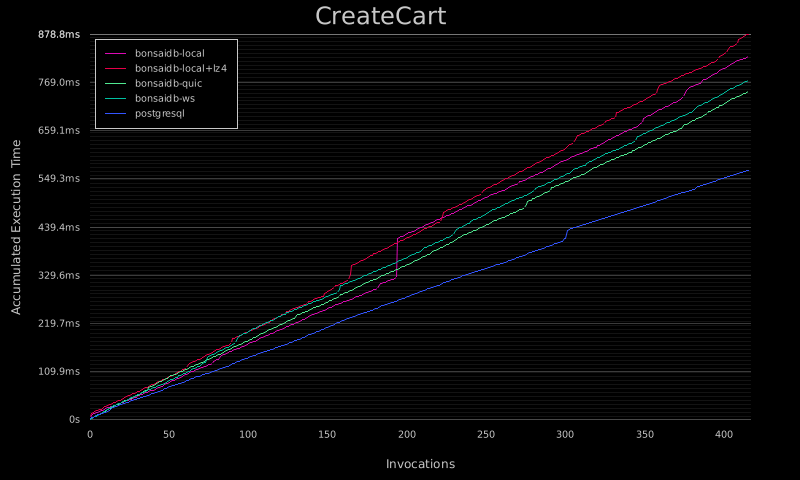 CreateCart
878.8ms
769.0ms
659.1ms
549.3ms
439.4ms
329.6ms
219.7ms
109.9ms
0s
bonsaidb-local
bonsaidb-local+lz4
bonsaidb-quic
bonsaidb-ws
postgresql
Accumulated Execution Time
0 50 100 150 200 250 300 350 400
Invocations